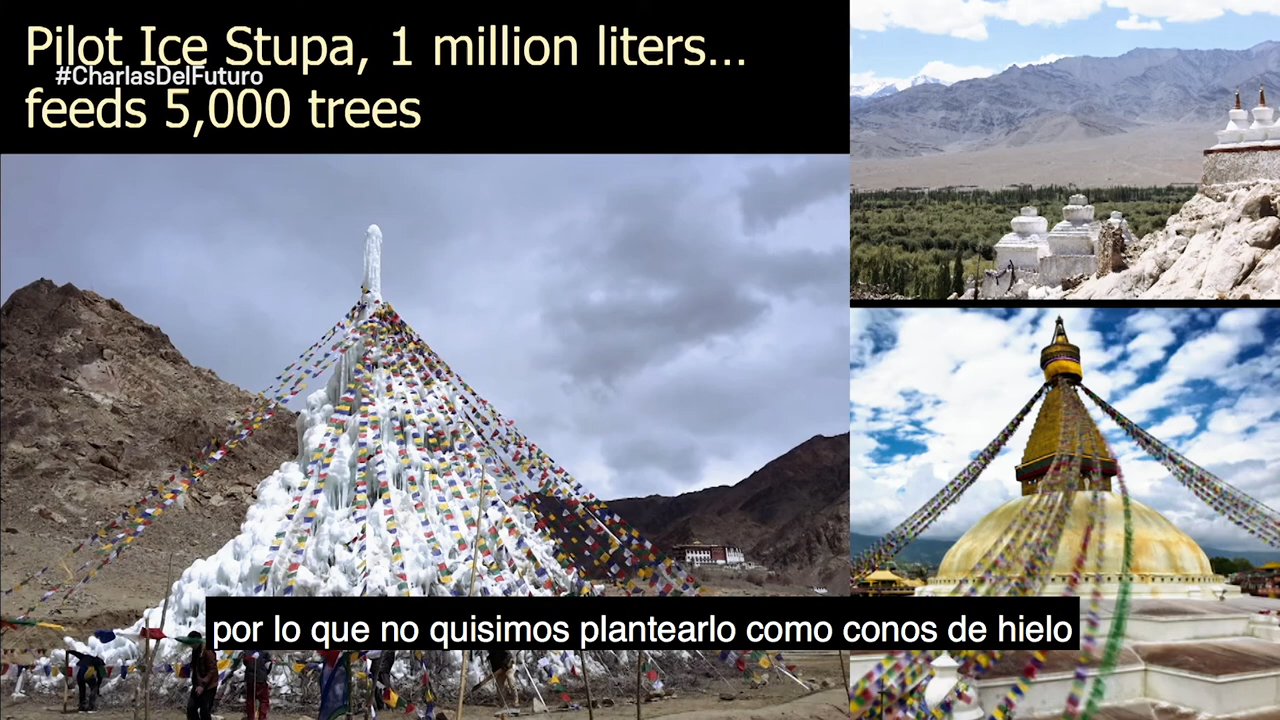 Pilot Ice Stupa, 1 million liters...
#CharlasDelFuturo
feeds 5,000 trees
por lo que no quisimos plantearlo como conos de hielo